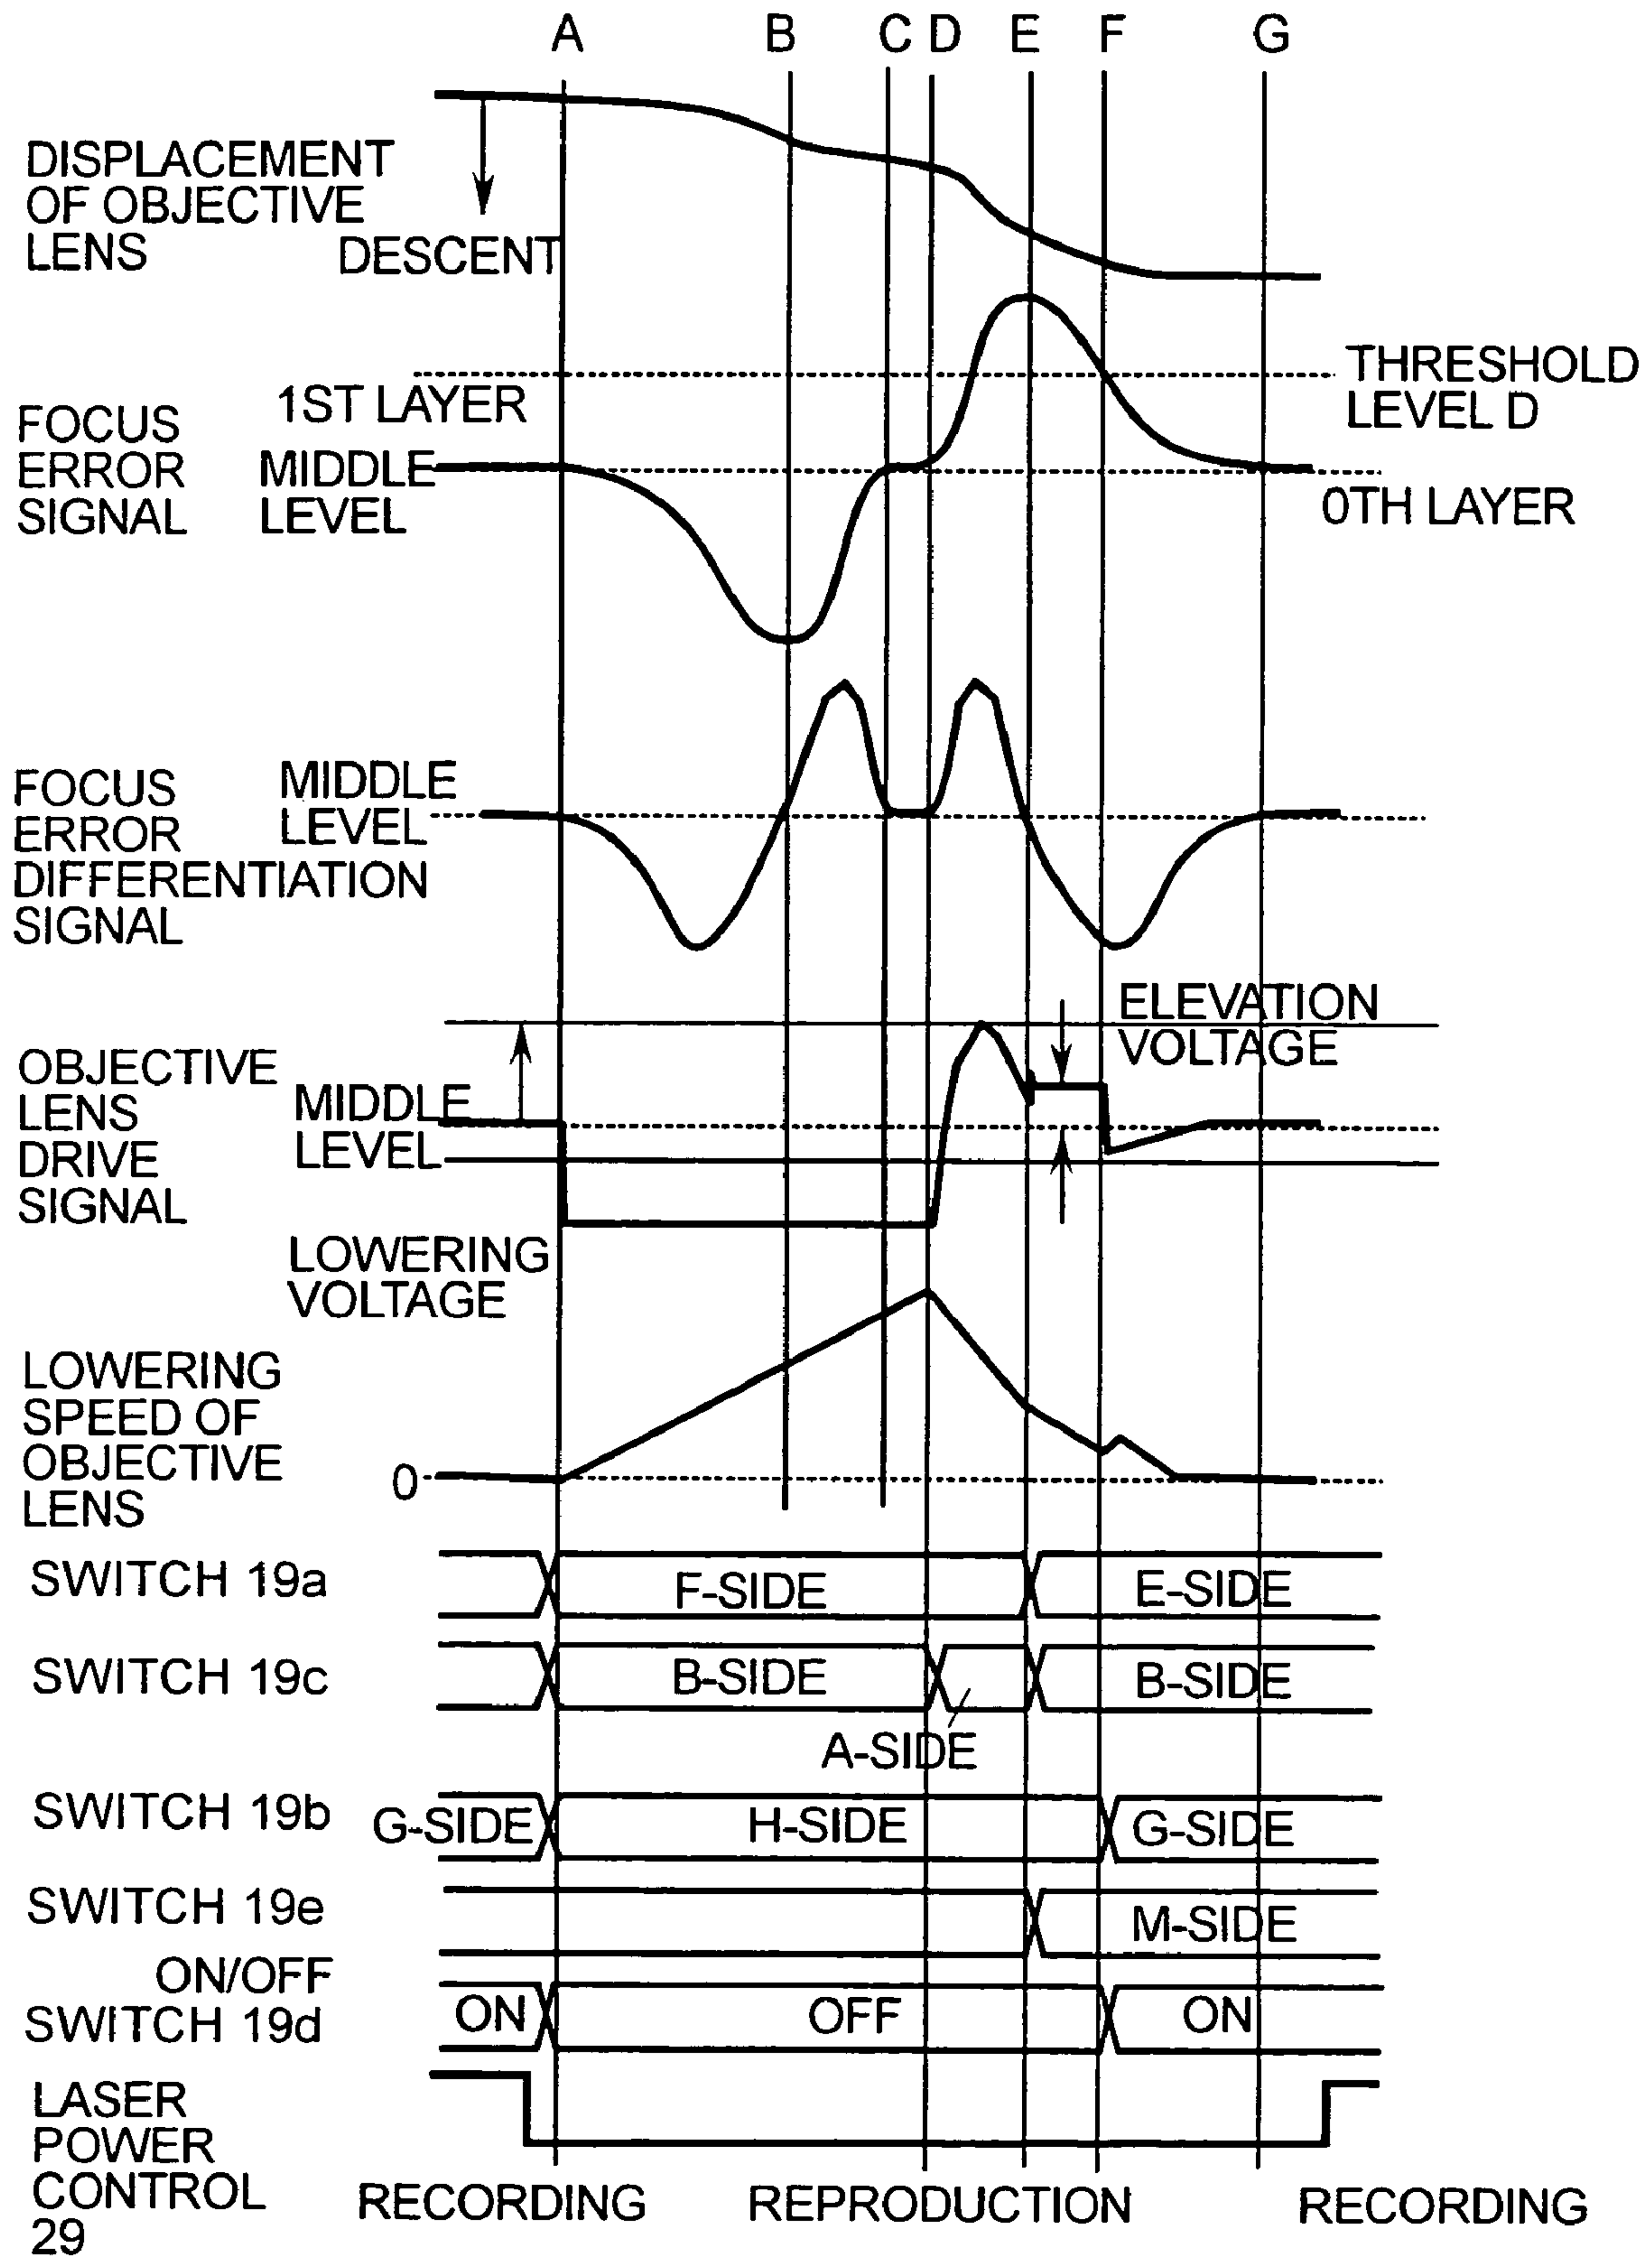 A B C D E F G
DISPLACEMENT
OF OBJECTIVE
LENS
DESCENT
THRESHOLD
LEVEL D
1ST LAYER
FOCUS
ERROR
SIGNAL
MIDDLE
LEVEL
0TH LAYER
FOCUS
ERROR
DIFFERENTIATION
SIGNAL
MIDDLE
LEVEL
ELEVATION
VOLTAGE
OBJECTIVE
LENS
DRIVE
SIGNAL
MIDDLE
LEVEL
LOWERING
VOLTAGE
LOWERING
SPEED OF
OBJECTIVE
LENS
0
SWITCH 19a
F-SIDE
E-SIDE
SWITCH 19c
B-SIDE
B-SIDE
A-SIDE
SWITCH 19b
G-SIDE
H-SIDE
G-SIDE
SWITCH 19e
M-SIDE
ON/OFF
SWITCH 19d
ON
OFF
ON
LASER
POWER
CONTROL
29
RECORDING
REPRODUCTION
RECORDING